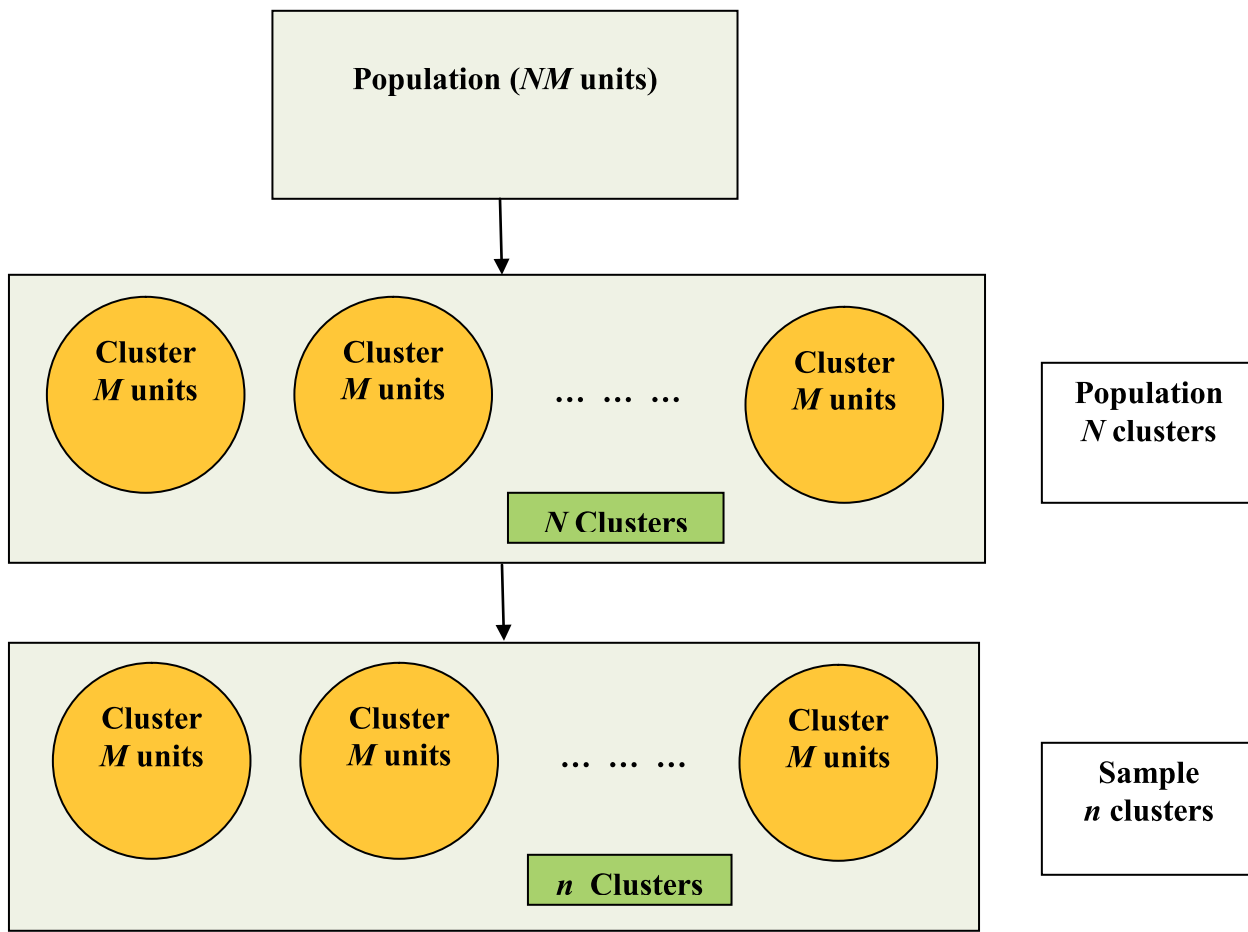 Population (NM units)
Cluster
M units
Cluster
M units
... ... ...
Cluster
M units
N Clusters
Population
N clusters
Cluster
M units
Cluster
M units
... ... ...
Cluster
M units
n Clusters
Sample
n clusters